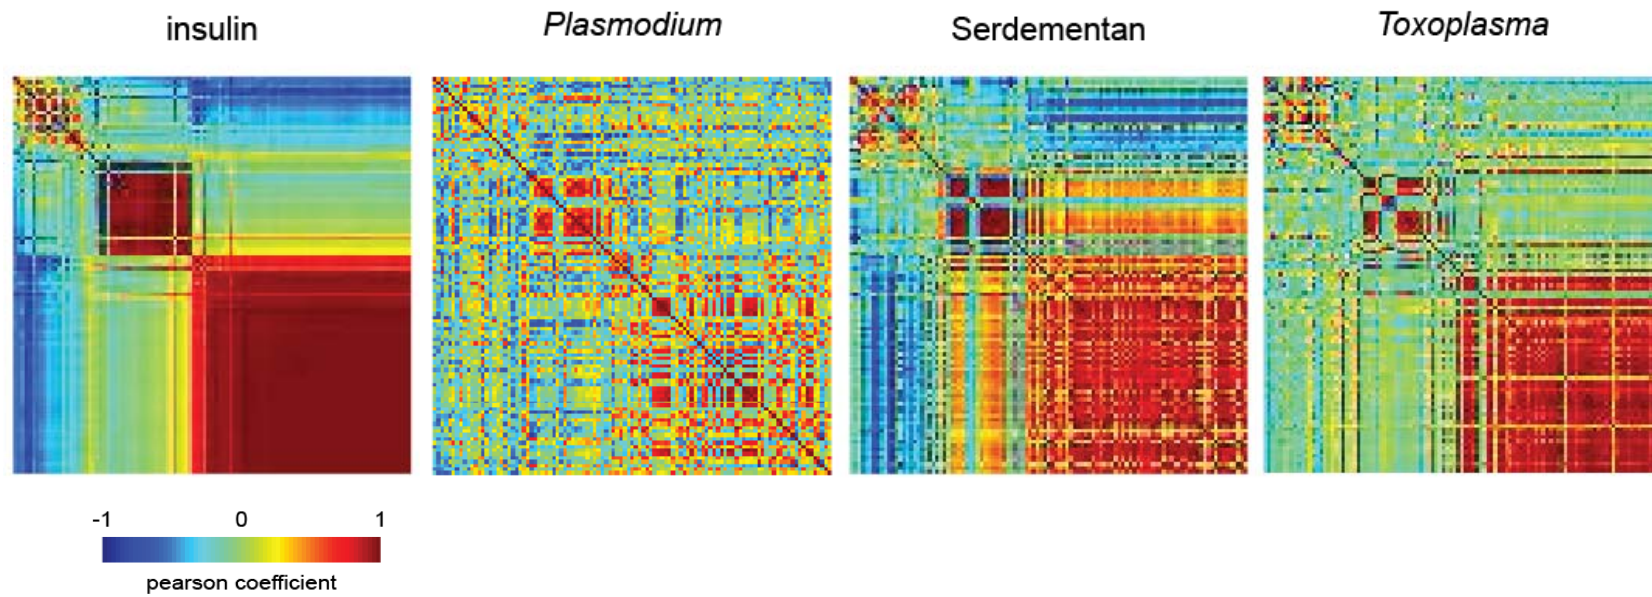 insulin
Plasmodium
Serdementan
Toxoplasma
-1 0 1
pearson coefficient